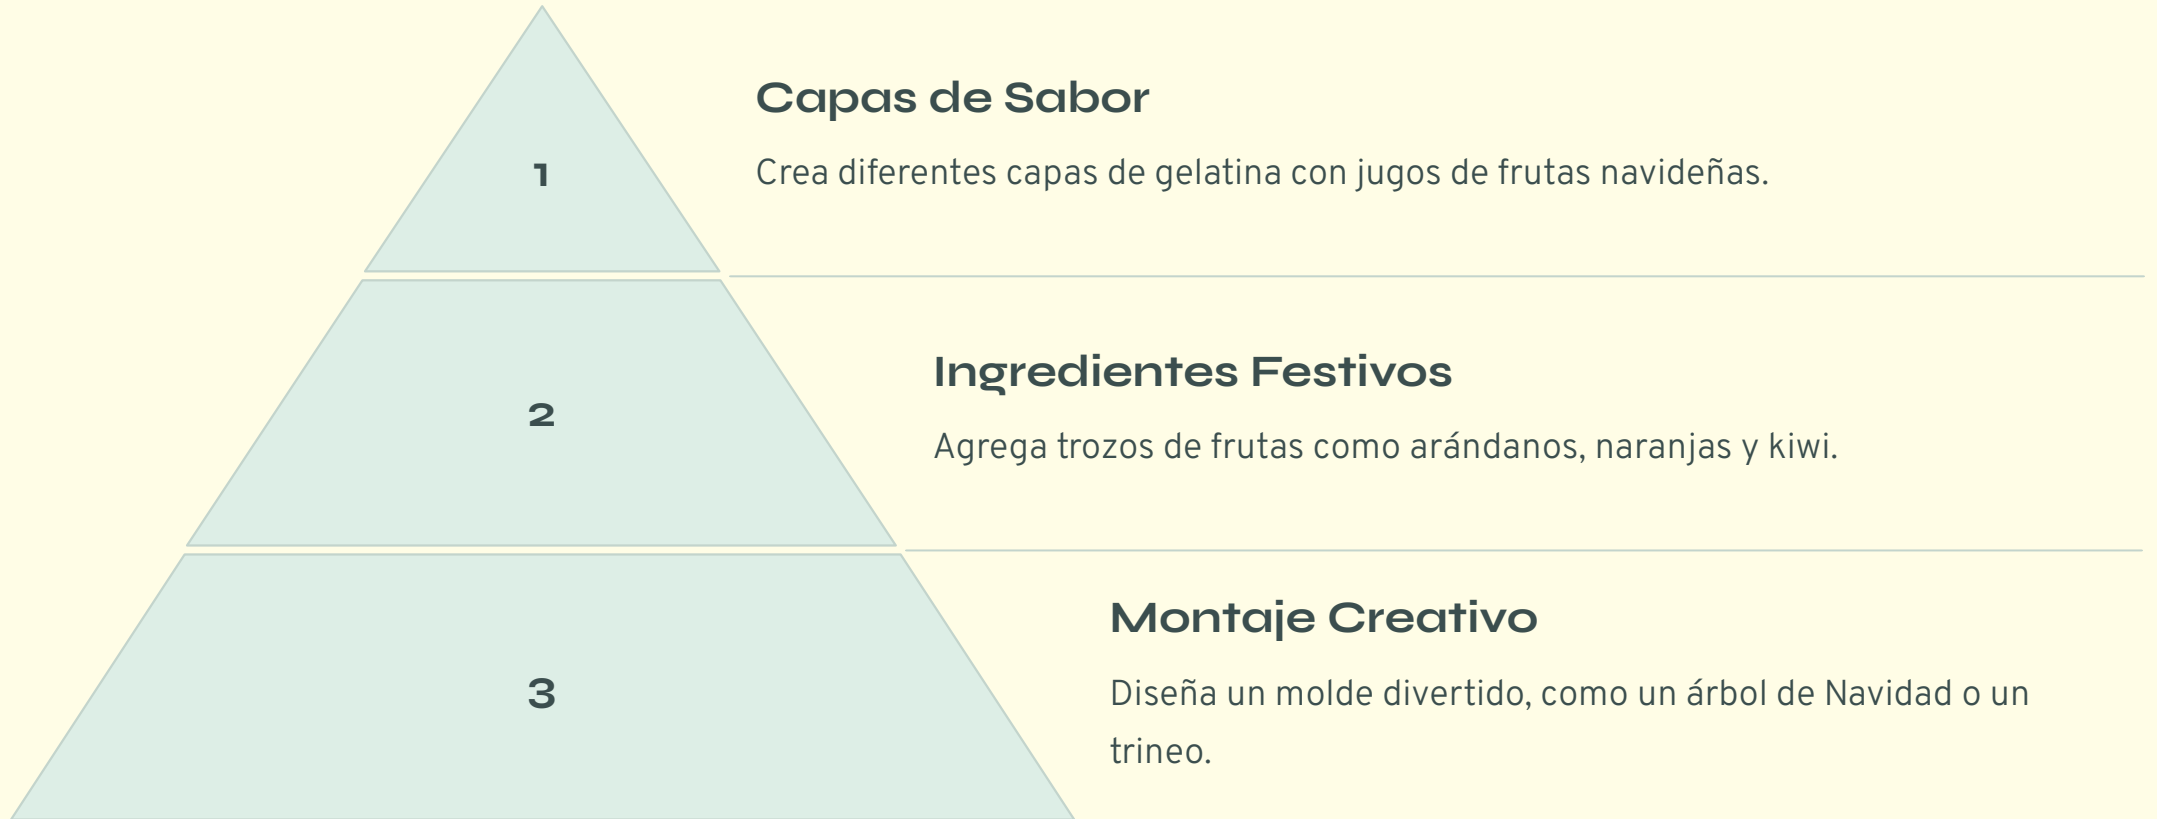 1
Capas de Sabor
Crea diferentes capas de gelatina con jugos de frutas navideñas.
2
Ingredientes Festivos
Agrega trozos de frutas como arándanos, naranjas y kiwi.
3
Montaje Creativo
Diseña un molde divertido, como un árbol de Navidad o un
trineo.